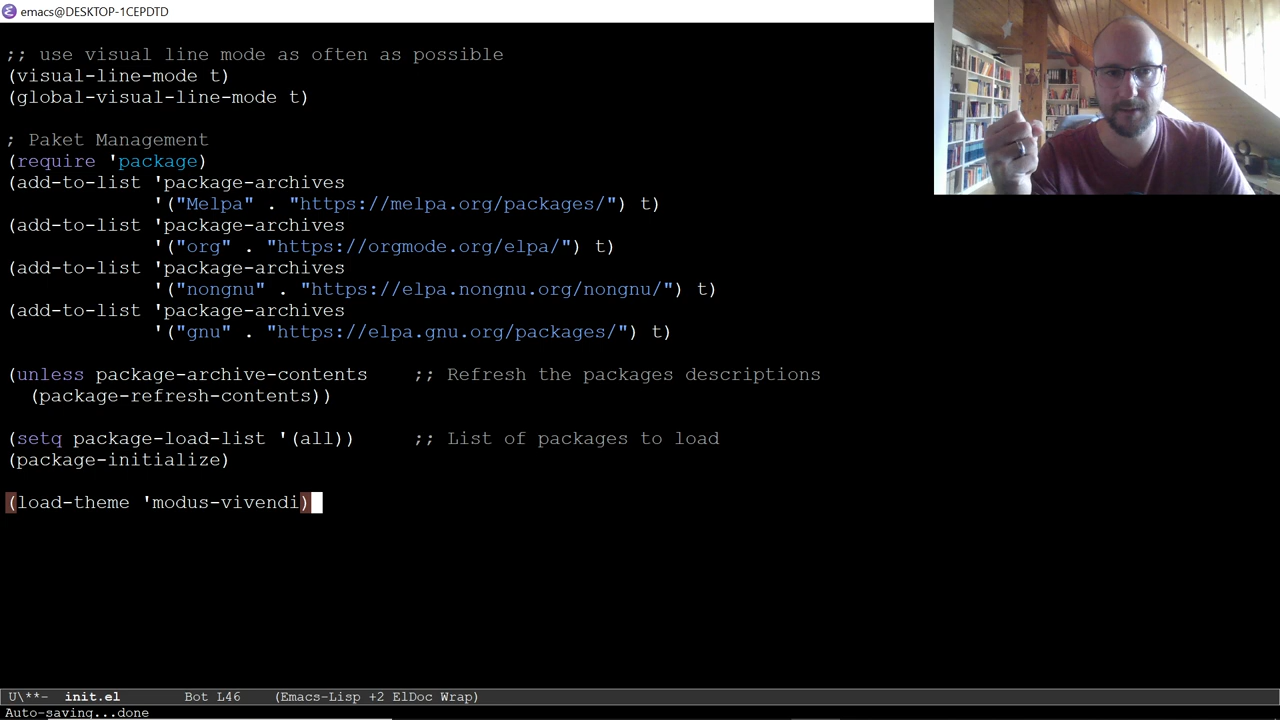 emacs@DESKTOP-1CEPDTD
;; use visual line mode as often as possible
(visual-line-mode t)
(global-visual-line-mode t)
; Paket Management
(require 'package)
(add-to-list 'package-archives
'("Melpa" . "https://melpa.org/packages/") t)
(add-to-list 'package-archives
'("org" . "https://orgmode.org/elpa/") t)
(add-to-list 'package-archives
'("nongnu" . "https://elpa.nongnu.org/nongnu/") t)
(add-to-list 'package-archives
'("gnu" . "https://elpa.gnu.org/packages/") t)
(unless package-archive-contents ;; Refresh the packages descriptions
(package-refresh-contents))
(setq package-load-list '(all)) ;; List of packages to load
(package-initialize)
(load-theme 'modus-vivendi)
U\**- init.el Bot L46 (Emacs-Lisp +2 ElDoc Wrap)
Auto-saving...done